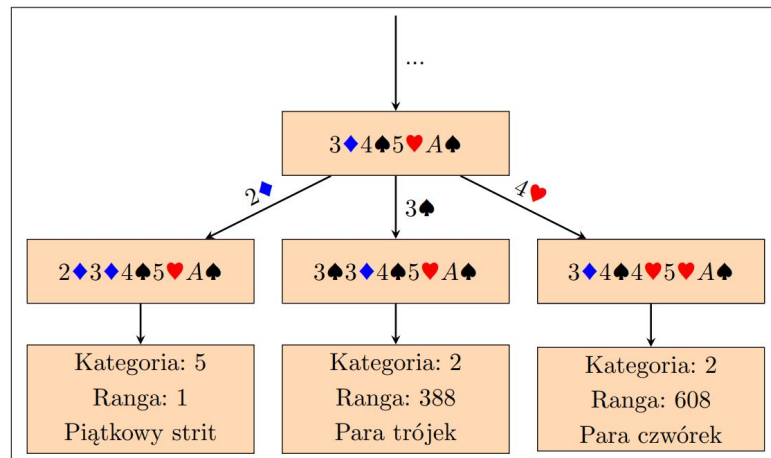 ...
3♦4♠5♥A♠
2♦
3♠
4♥
2♦3♦4♠5♥A♠
3♠3♦4♠5♥A♠
3♦4♠4♥5♥A♠
Kategoria: 5
Ranga: 1
Piątkowy strit
Kategoria: 2
Ranga: 388
Para trójek
Kategoria: 2
Ranga: 608
Para czwórek